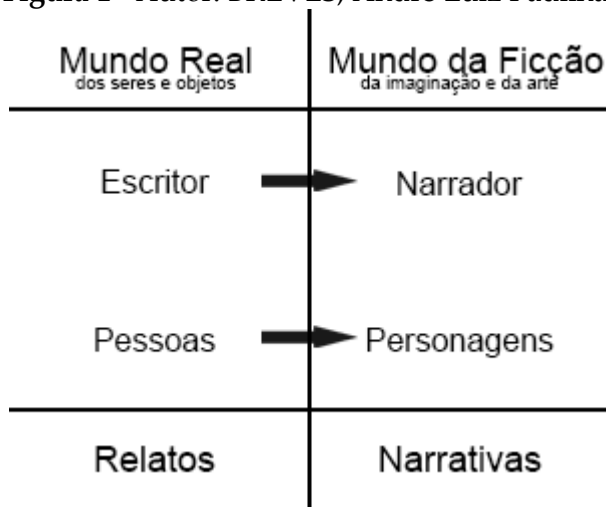 Mundo Real Mundo da Ficção
dos seres e objetos da imaginação e da arte
Escritor Narrador
Pessoas Personagens
Relatos Narrativas